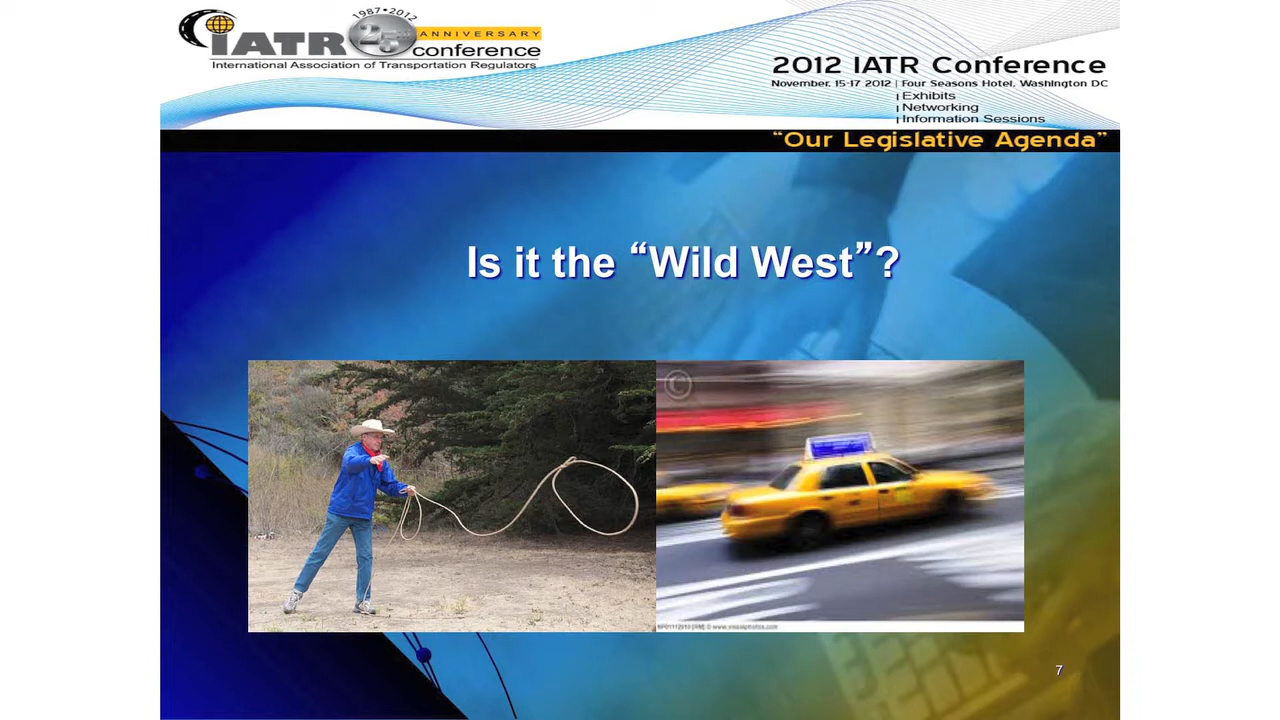 1987•2012
iATR 25th ANNIVERSARY
conference
International Association of Transportation Regulators
2012 IATR Conference
November. 15-17 2012 | Four Seasons Hotel, Washington DC
| Exhibits
| Networking
| Information Sessions
“Our Legislative Agenda”
Is it the “Wild West”?
©
7